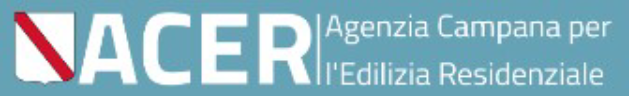 ACER
Agenzia Campana per
l'Edilizia Residenziale